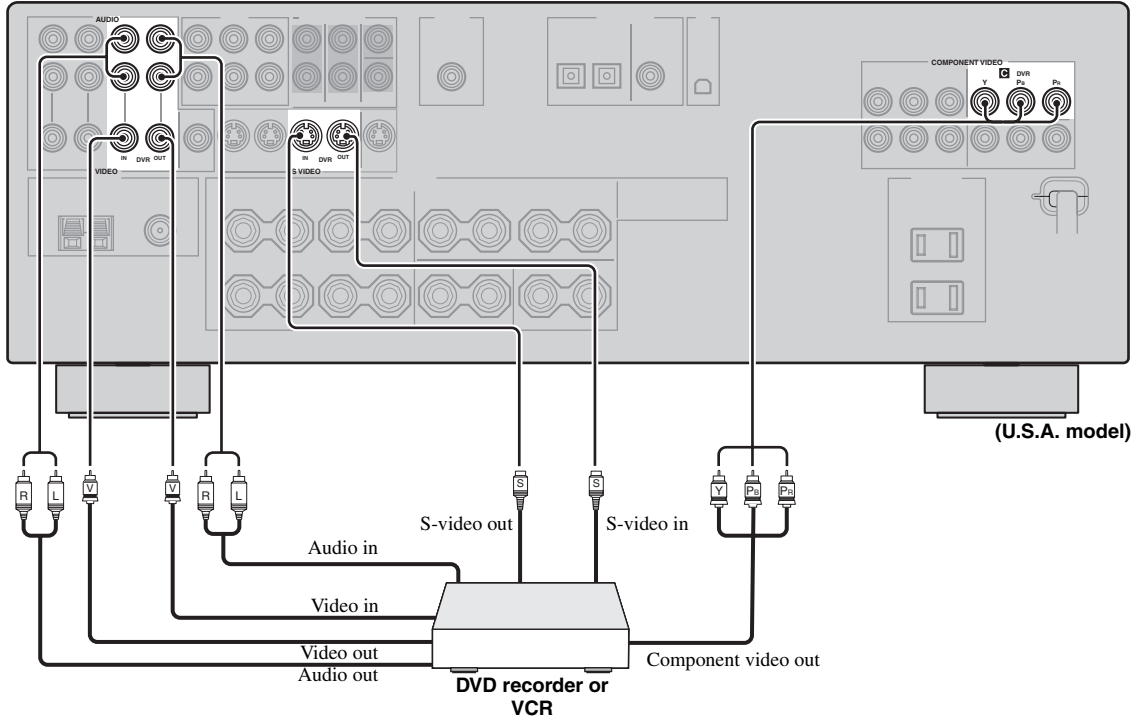 AUDIO
COMPONENT VIDEO
C DVR
Y PB PR
IN DVR OUT
VIDEO
IN DVR OUT
S VIDEO
(U.S.A. model)
R L V V R L S S Y PB PR
S-video out
S-video in
Audio in
Video in
Video out
Audio out
Component video out
DVD recorder or
VCR